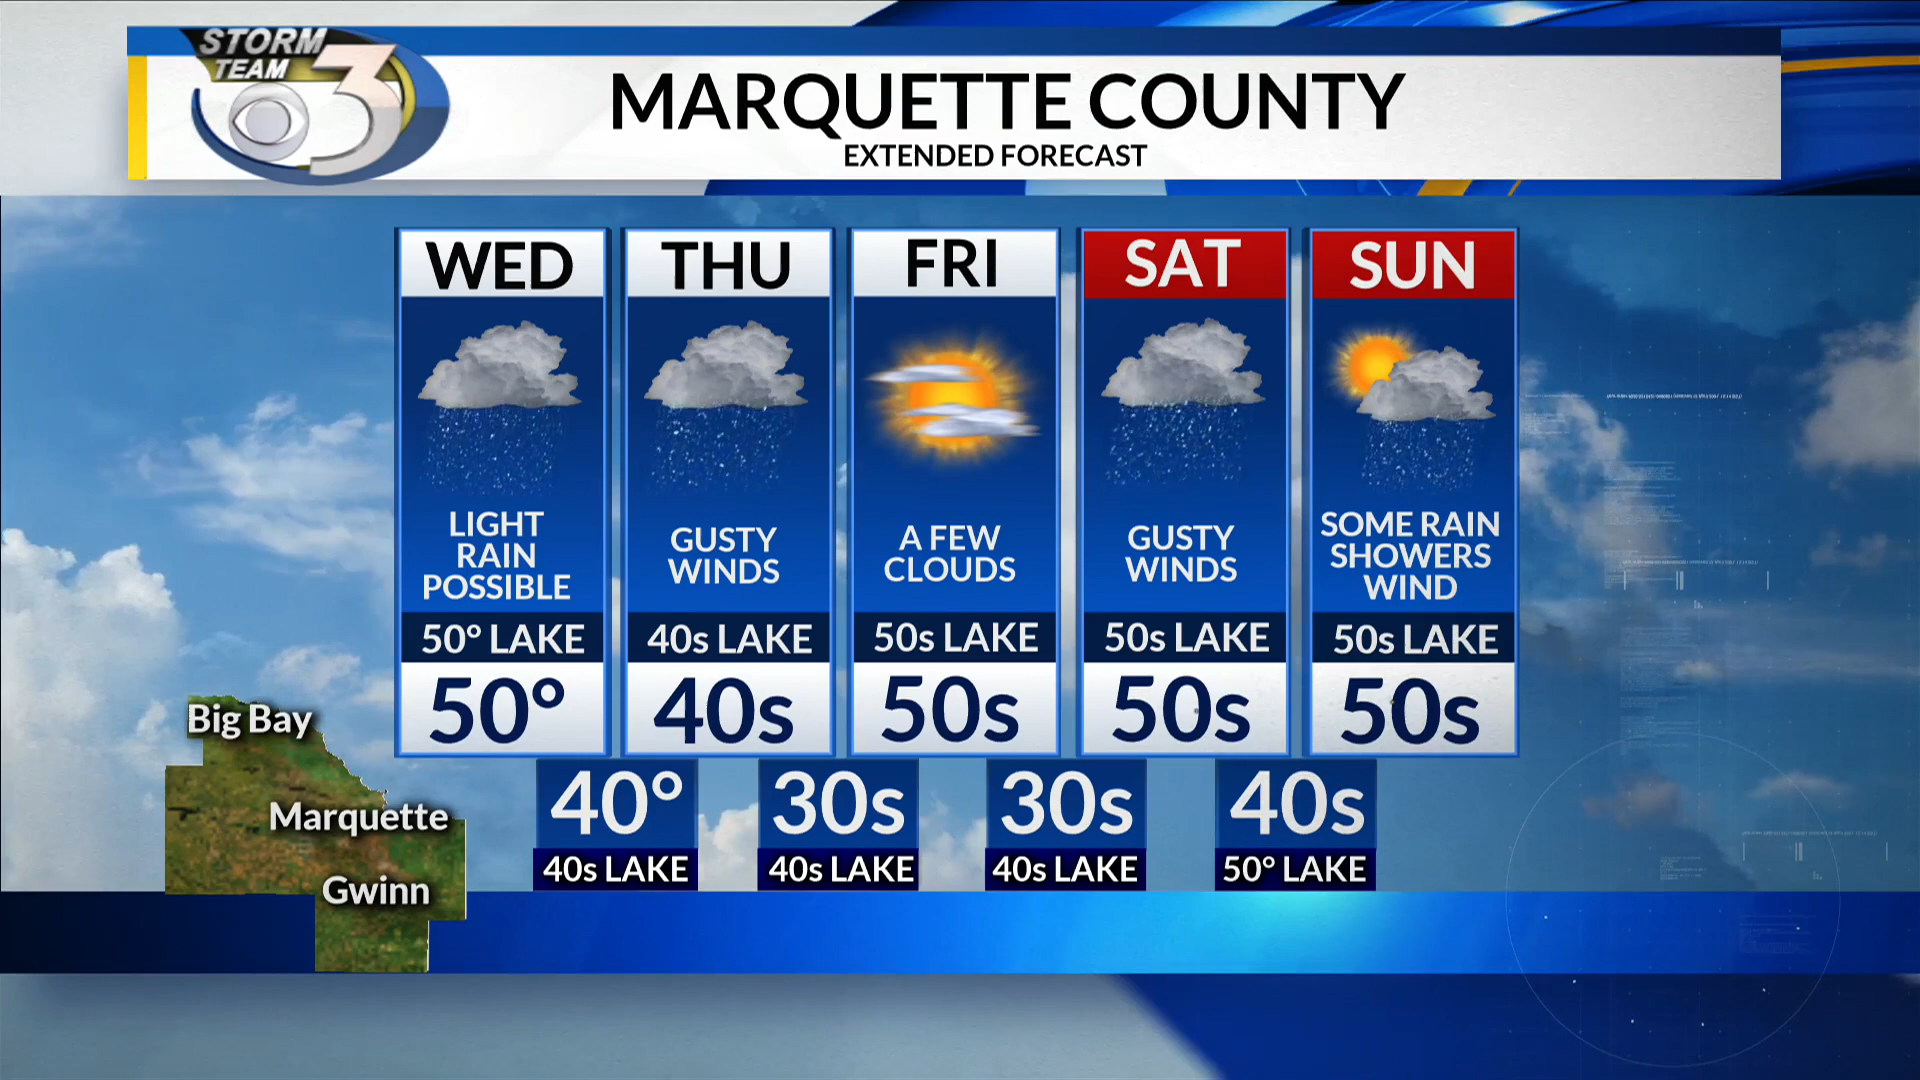 STORM
TEAM
3
MARQUETTE COUNTY
EXTENDED FORECAST
WED
LIGHT
RAIN
POSSIBLE
50° LAKE
50°
THU
GUSTY
WINDS
40s LAKE
40s
FRI
A FEW
CLOUDS
50s LAKE
50s
SAT
GUSTY
WINDS
50s LAKE
50s
SUN
SOME RAIN
SHOWERS
WIND
50s LAKE
50s
40°
40s LAKE
30s
40s LAKE
30s
40s LAKE
40s
50° LAKE
Big Bay
Marquette
Gwinn